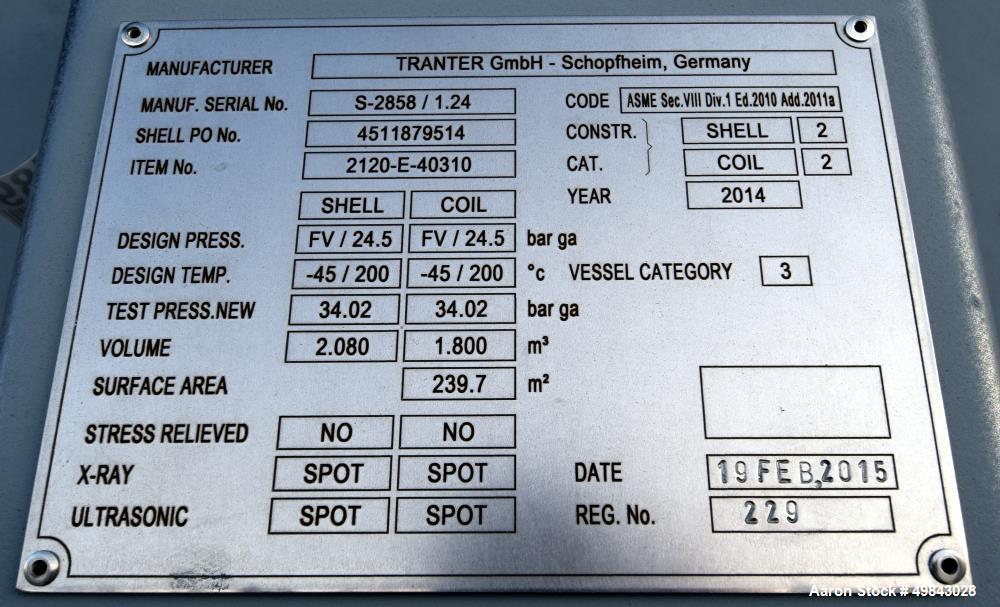 MANUFACTURER TRANTER GmbH - Schopfheim, Germany
MANUF. SERIAL No. S-2858 / 1.24 CODE ASME Sec.VIII Div.1 Ed.2010 Add.2011a
SHELL PO No. 4511879514 CONSTR. SHELL 2
ITEM No. 2120-E-40310 CAT. COIL 2
YEAR 2014
SHELL COIL
DESIGN PRESS. FV / 24.5 FV / 24.5 bar ga
DESIGN TEMP. -45 / 200 -45 / 200 °c VESSEL CATEGORY 3
TEST PRESS.NEW 34.02 34.02 bar ga
VOLUME 2.080 1.800 m³
SURFACE AREA 239.7 m²
STRESS RELIEVED NO NO
X-RAY SPOT SPOT DATE 19 FEB,2015
ULTRASONIC SPOT SPOT REG. No. 229
Aaron Stock # 49843028